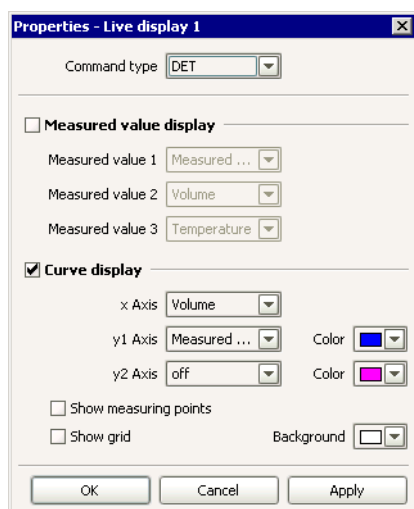 Properties - Live display 1
Command type DET
Measured value display
Measured value 1 Measured ...
Measured value 2 Volume
Measured value 3 Temperature
Curve display
x Axis Volume
y1 Axis Measured ... Color
y2 Axis off Color
Show measuring points
Show grid Background
OK Cancel Apply